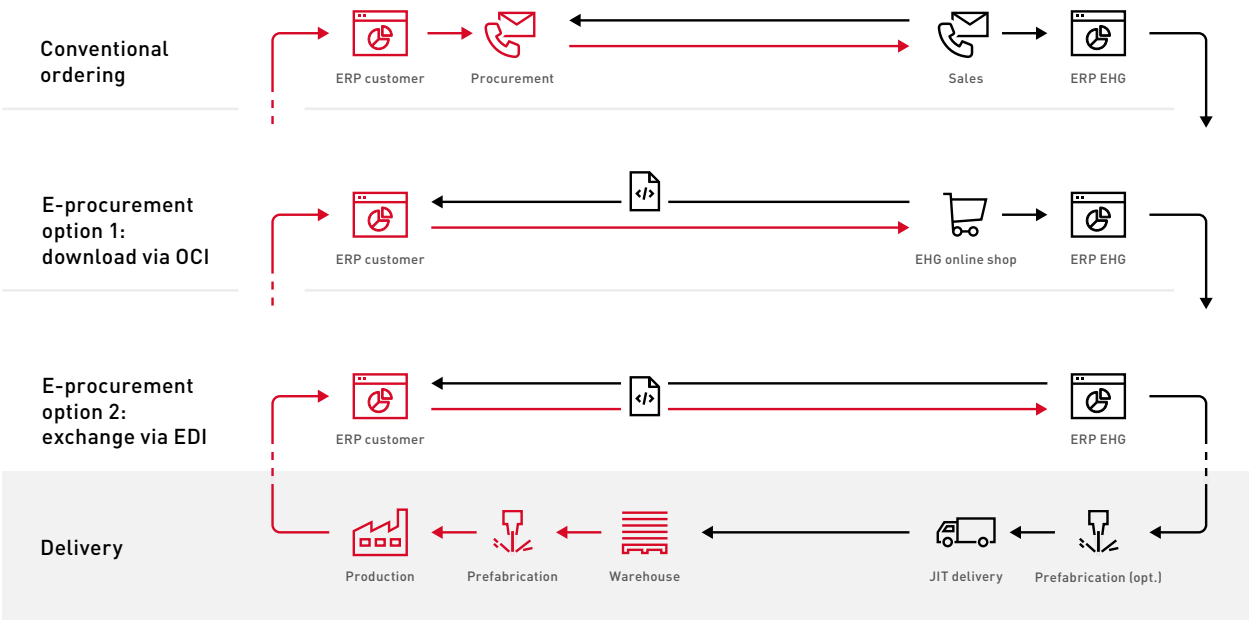 Conventional
ordering
ERP customer
Procurement
Sales
ERP EHG
E-procurement
option 1:
download via OCI
</>
ERP customer
EHG online shop
ERP EHG
E-procurement
option 2:
exchange via EDI
</>
ERP customer
ERP EHG
Delivery
Production
Prefabrication
Warehouse
JIT delivery
Prefabrication (opt.)